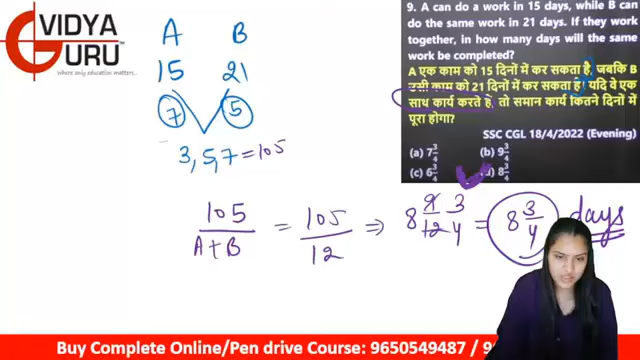 VIDYA
GURU
Where only education matters...
A B
15 21
7 5
3, 5, 7 = 105
105
A+B
= 105
12
⇒ 8 9 3
12 4
= 8 3/4 days
9. A can do a work in 15 days, while B can
do the same work in 21 days. If they work
together, in how many days will the same
work be completed?
A एक काम को 15 दिनों में कर सकता है, जबकि B
उसी काम को 21 दिनों में कर सकता है। यदि वे एक
साथ कार्य करते हैं, तो समान कार्य कितने दिनों में
पूरा होगा?
SSC CGL 18/4/2022 (Evening)
(a) 7 3/4 (b) 9 3/4
(c) 6 3/4 (d) 8 3/4
Buy Complete Online/Pen drive Course: 9650549487 / 9